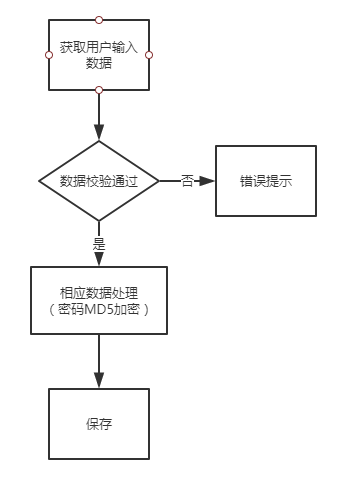 获取用户输入
数据
数据校验通过
否
错误提示
是
相应数据处理
（密码MD5加密）
保存